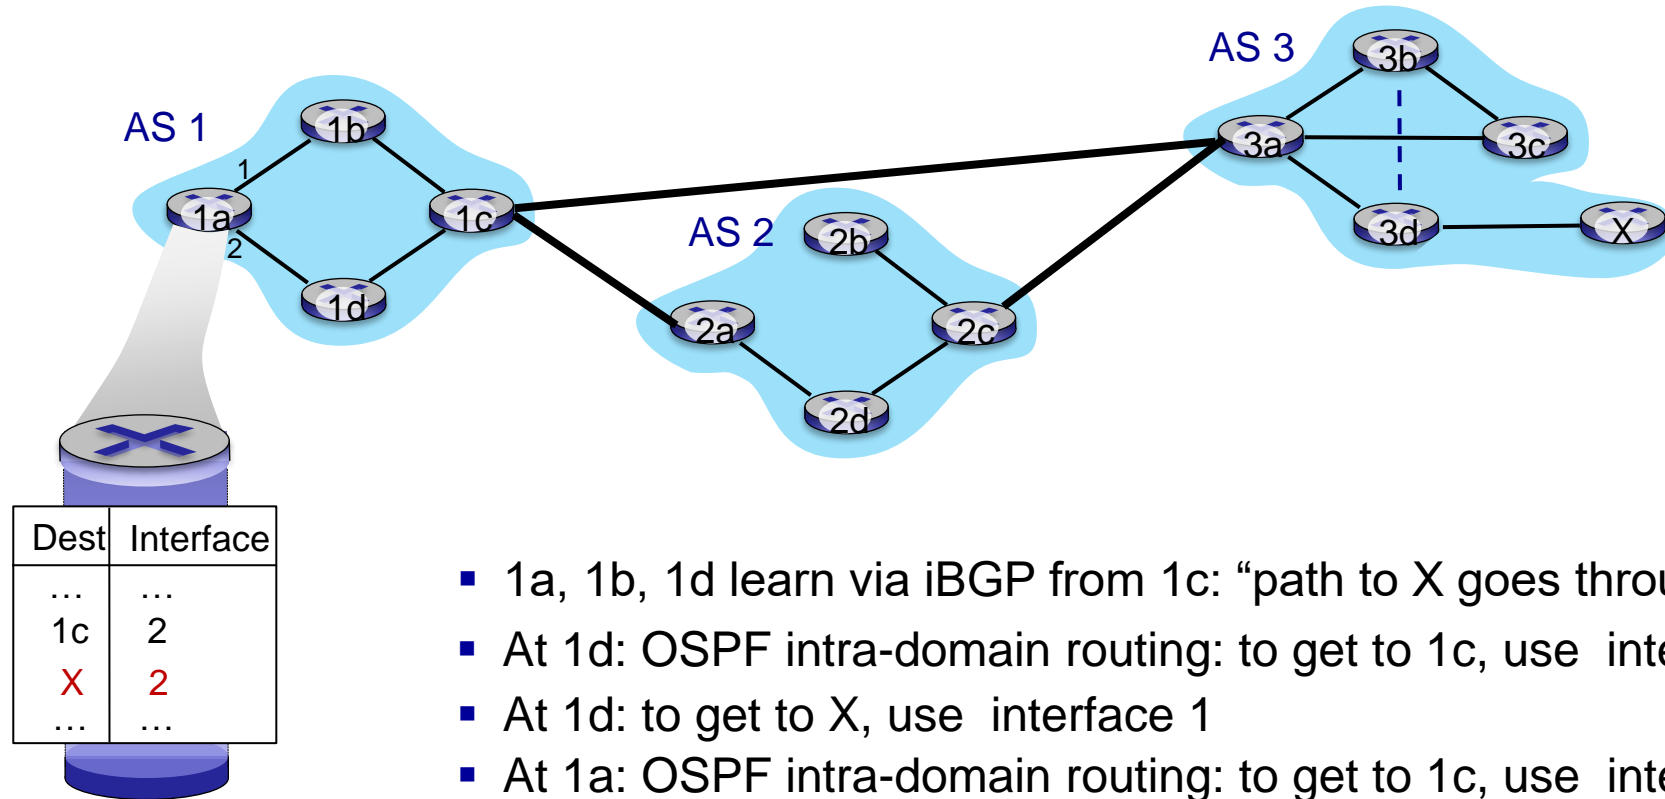 AS 3
3b
AS 1
1b
3a
3c
1
1a
1c
AS 2
2b
3d
X
2
1d
2a
2c
2d
Dest Interface
… …
1c 2
X 2
… …
▪ 1a, 1b, 1d learn via iBGP from 1c: “path to X goes
▪ At 1d: OSPF intra-domain routing: to get to 1c, use
▪ At 1d: to get to X, use interface 1
▪ At 1a: OSPF intra-domain routing: to get to 1c, use